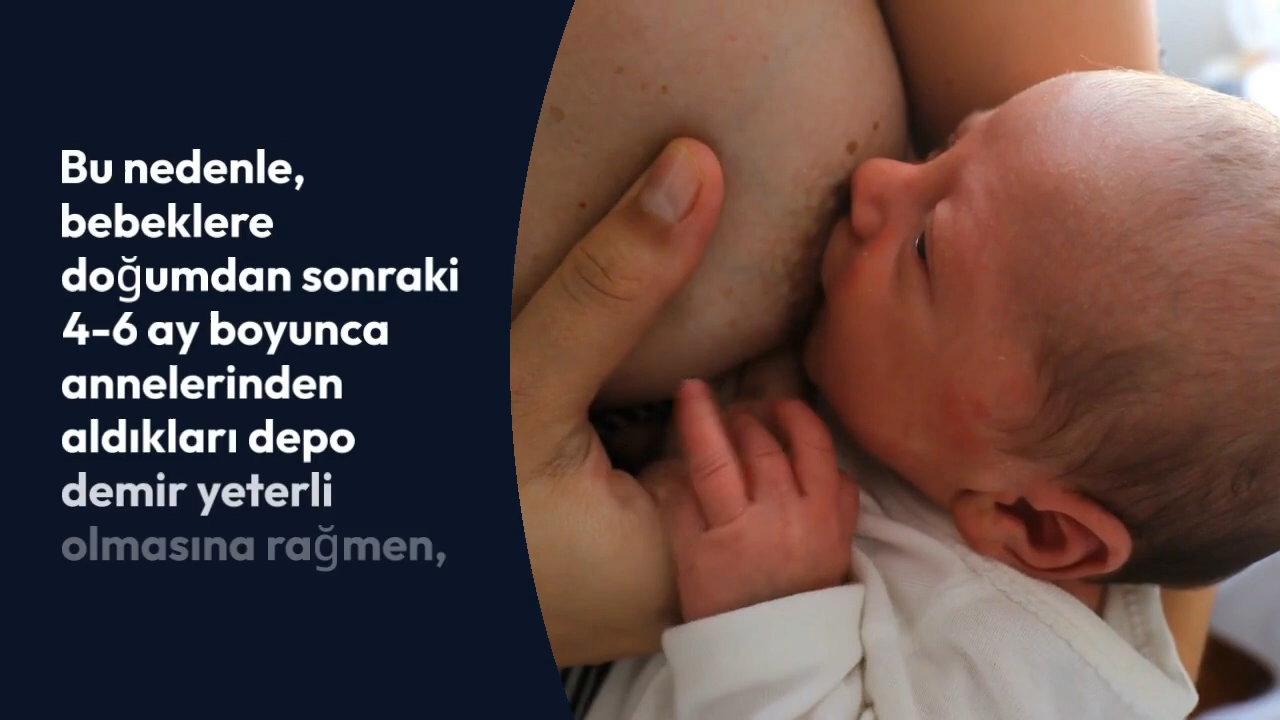 Bu nedenle,
bebeklere
doğumdan sonraki
4-6 ay boyunca
annelerinden
aldıkları depo
demir yeterli
olmasına rağmen,